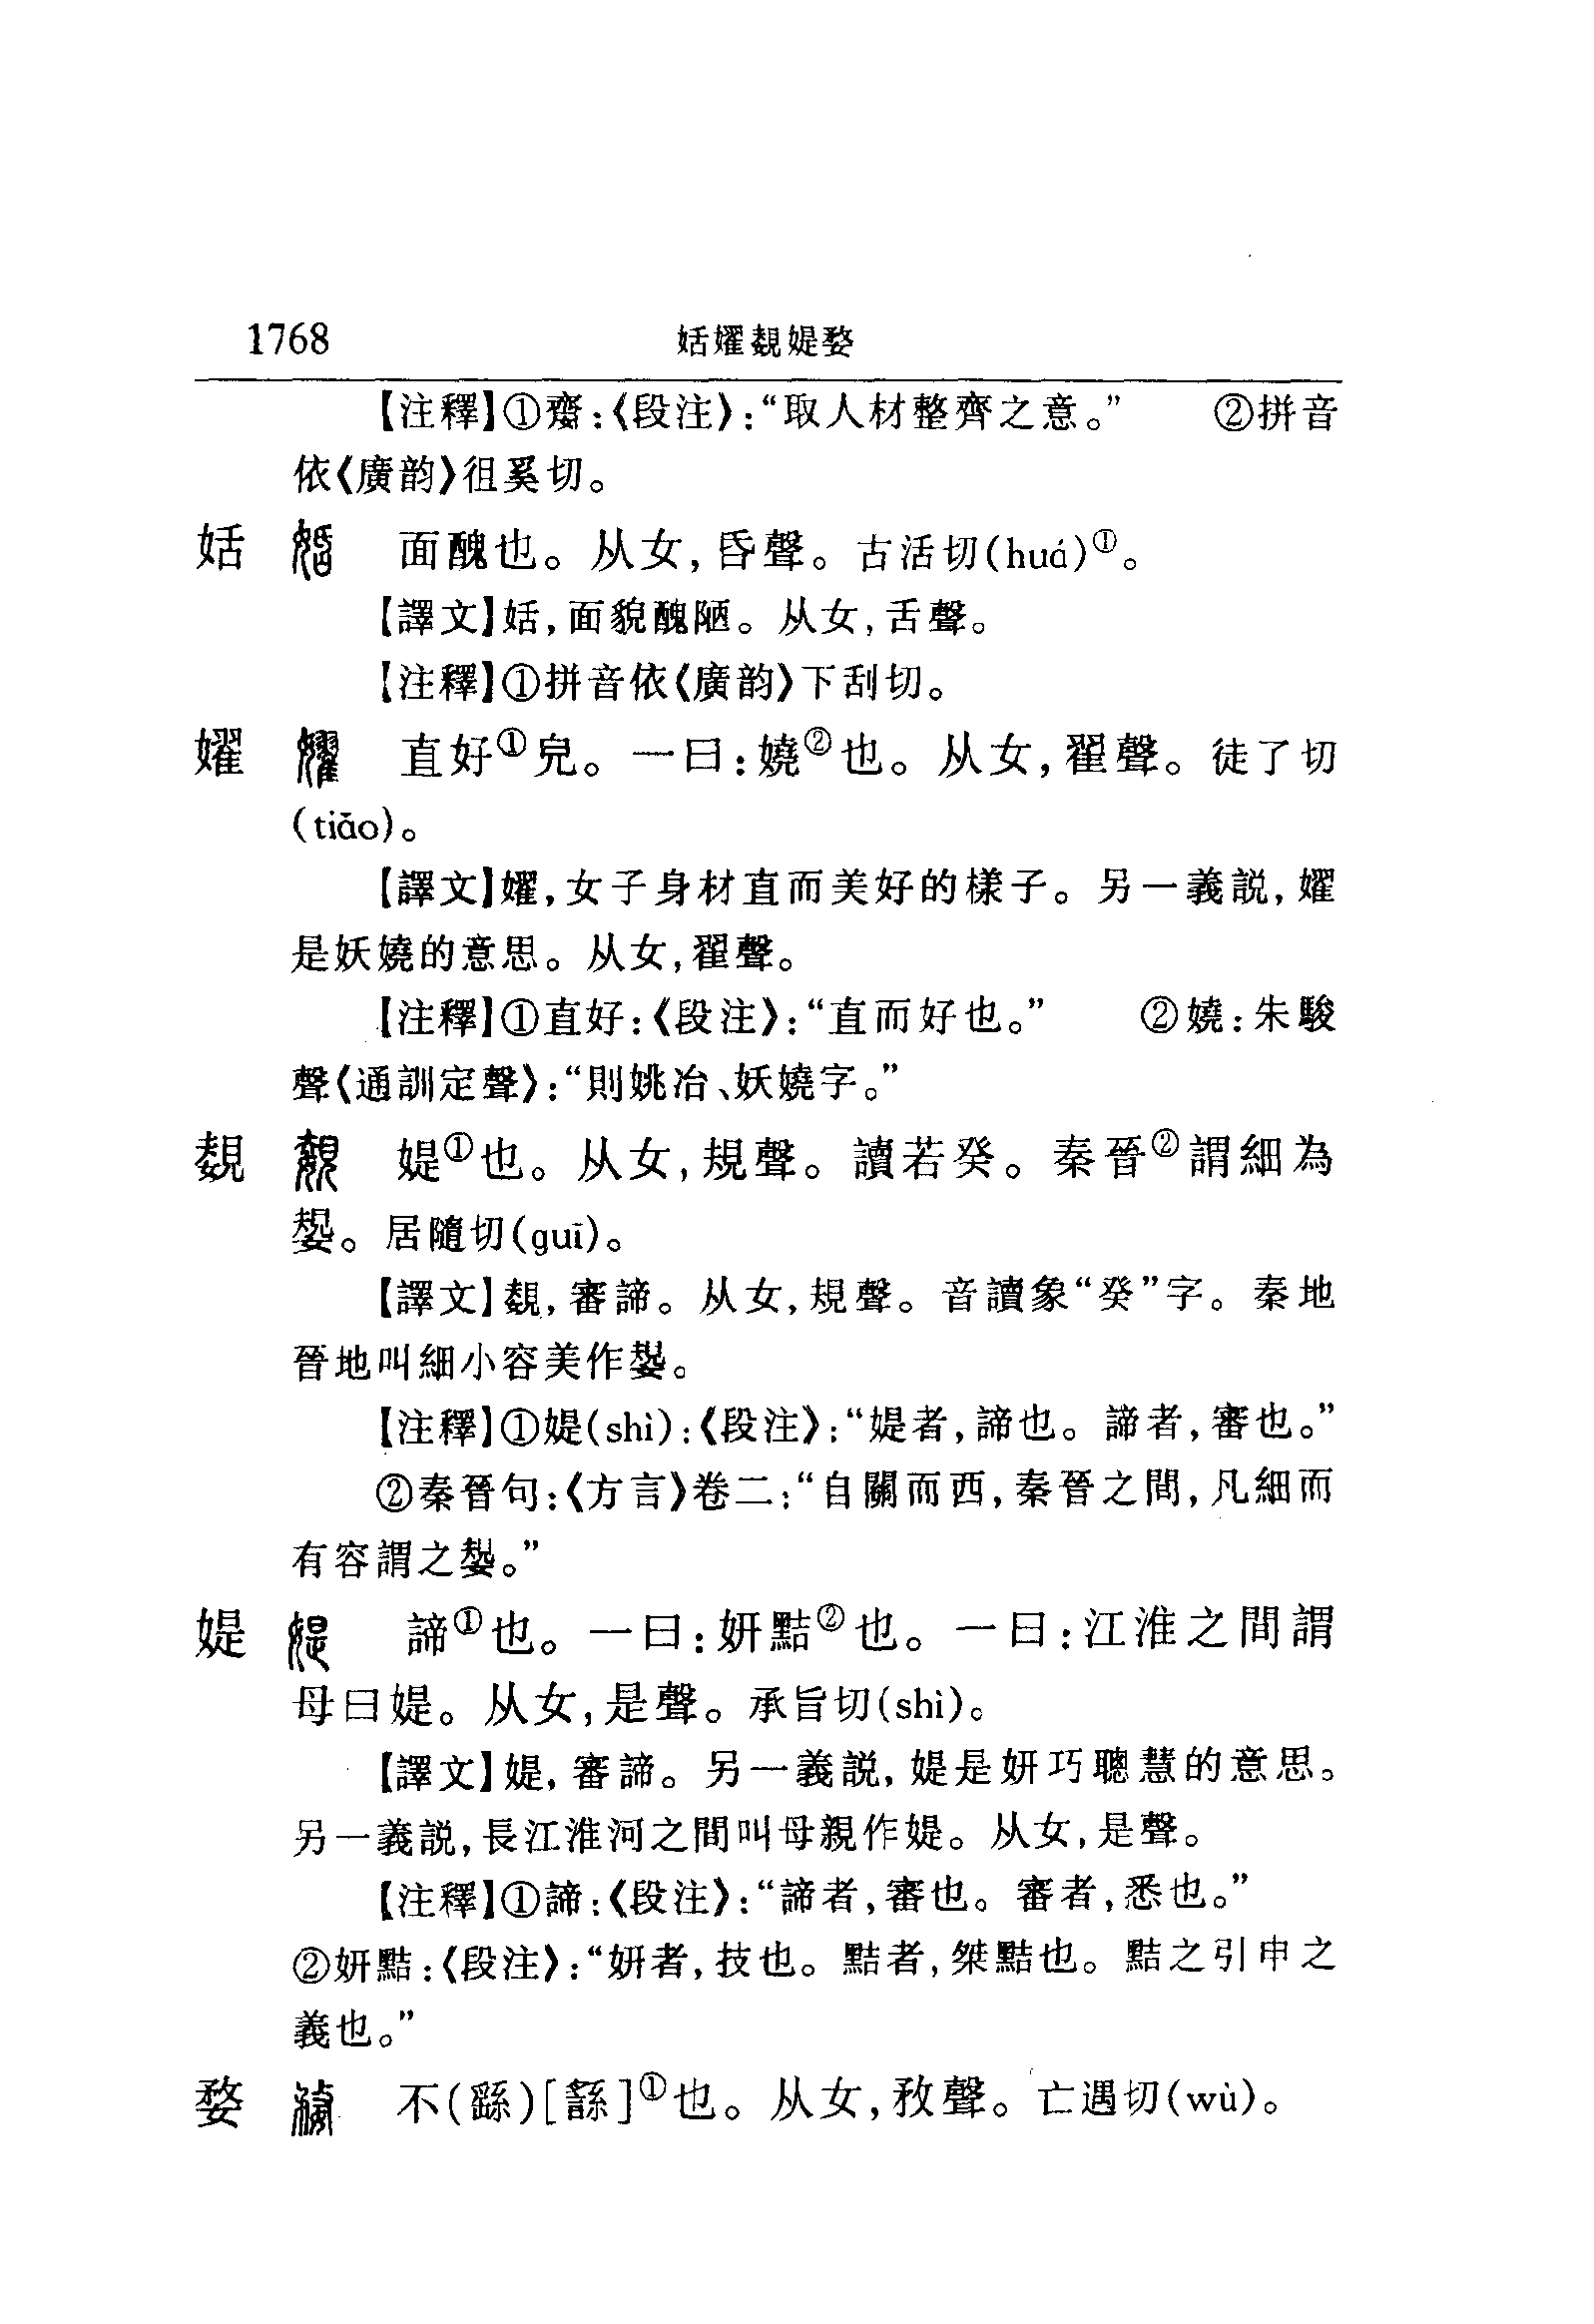 1768 姡嬥嫢媞婺
【注釋】①齌:《段注》:“取人材整齊之意。” ②拼音
依《廣韵》徂奚切。
姡 面醜也。从女,昏聲。古活切(huá)①。
【譯文】姡,面貌醜陋。从女,舌聲。
【注釋】①拼音依《廣韵》下刮切。
嬥 直好①皃。一曰:嬈②也。从女,翟聲。徒了切
(tiǎo)。
【譯文】嬥,女子身材直而美好的樣子。另一義説,嬥
是妖嬈的意思。从女,翟聲。
【注釋】①直好:《段注》:“直而好也。” ②嬈:朱駿
聲《通訓定聲》:“則姚冶、妖嬈字。”
嫢 媞①也。从女,規聲。讀若癸。秦晉②謂細為
嫢。居隨切(guī)。
【譯文】嫢,審諦。从女,規聲。音讀象“癸”字。秦地
晉地叫細小容美作嫢。
【注釋】①媞(shì):《段注》:“媞者,諦也。諦者,審也。”
②秦晉句:《方言》卷二:“自關而西,秦晉之間,凡細而
有容謂之嫢。”
媞 諦①也。一曰:妍黠②也。一曰:江淮之間謂
母曰媞。从女,是聲。承旨切(shì)。
【譯文】媞,審諦。另一義説,媞是妍巧聰慧的意思。
另一義説,長江淮河之間叫母親作媞。从女,是聲。
【注釋】①諦:《段注》:“諦者,審也。審者,悉也。”
②妍黠:《段注》:“妍者,技也。黠者,桀黠也。黠之引申之
義也。”
婺 不(繇)[䌛]①也。从女,敄聲。亡遇切(wù)。